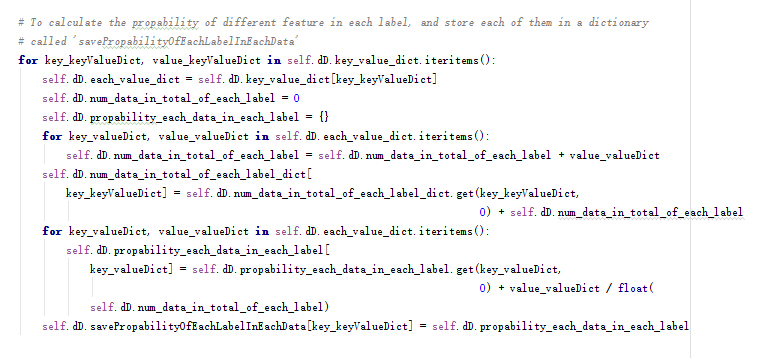 # To calculate the propability of different feature in each label, and store each of them in a dictionary
# called 'savePropabilityOfEachLabelInEachData'
for key_keyValueDict, value_keyValueDict in self.dD.key_value_dict.iteritems():
    self.dD.each_value_dict = self.dD.key_value_dict[key_keyValueDict]
    self.dD.num_data_in_total_of_each_label = 0
    self.dD.propability_each_data_in_each_label = {}
    for key_valueDict, value_valueDict in self.dD.each_value_dict.iteritems():
        self.dD.num_data_in_total_of_each_label = self.dD.num_data_in_total_of_each_label + value_valueDict
    self.dD.num_data_in_total_of_each_label_dict[
        key_keyValueDict] = self.dD.num_data_in_total_of_each_label_dict.get(key_keyValueDict,
                                                                             0) + self.dD.num_data_in_total_of_each_label
    for key_valueDict, value_valueDict in self.dD.each_value_dict.iteritems():
        self.dD.propability_each_data_in_each_label[
            key_valueDict] = self.dD.propability_each_data_in_each_label.get(key_valueDict,
                                                                             0) + value_valueDict / float(
            self.dD.num_data_in_total_of_each_label)
    self.dD.savePropabilityOfEachLabelInEachData[key_keyValueDict] = self.dD.propability_each_data_in_each_label